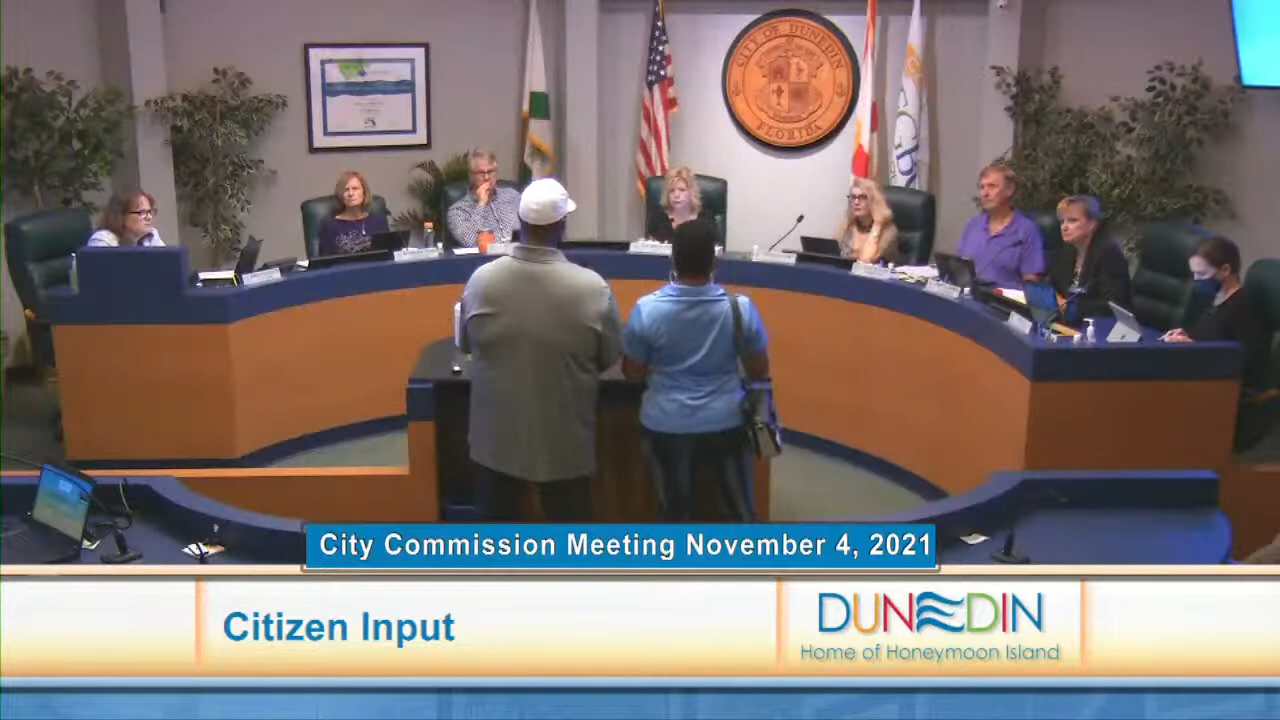 CITY OF DUNEDIN
FLORIDA
City Commission Meeting November 4, 2021
Citizen Input
DUNEDIN
Home of Honeymoon Island